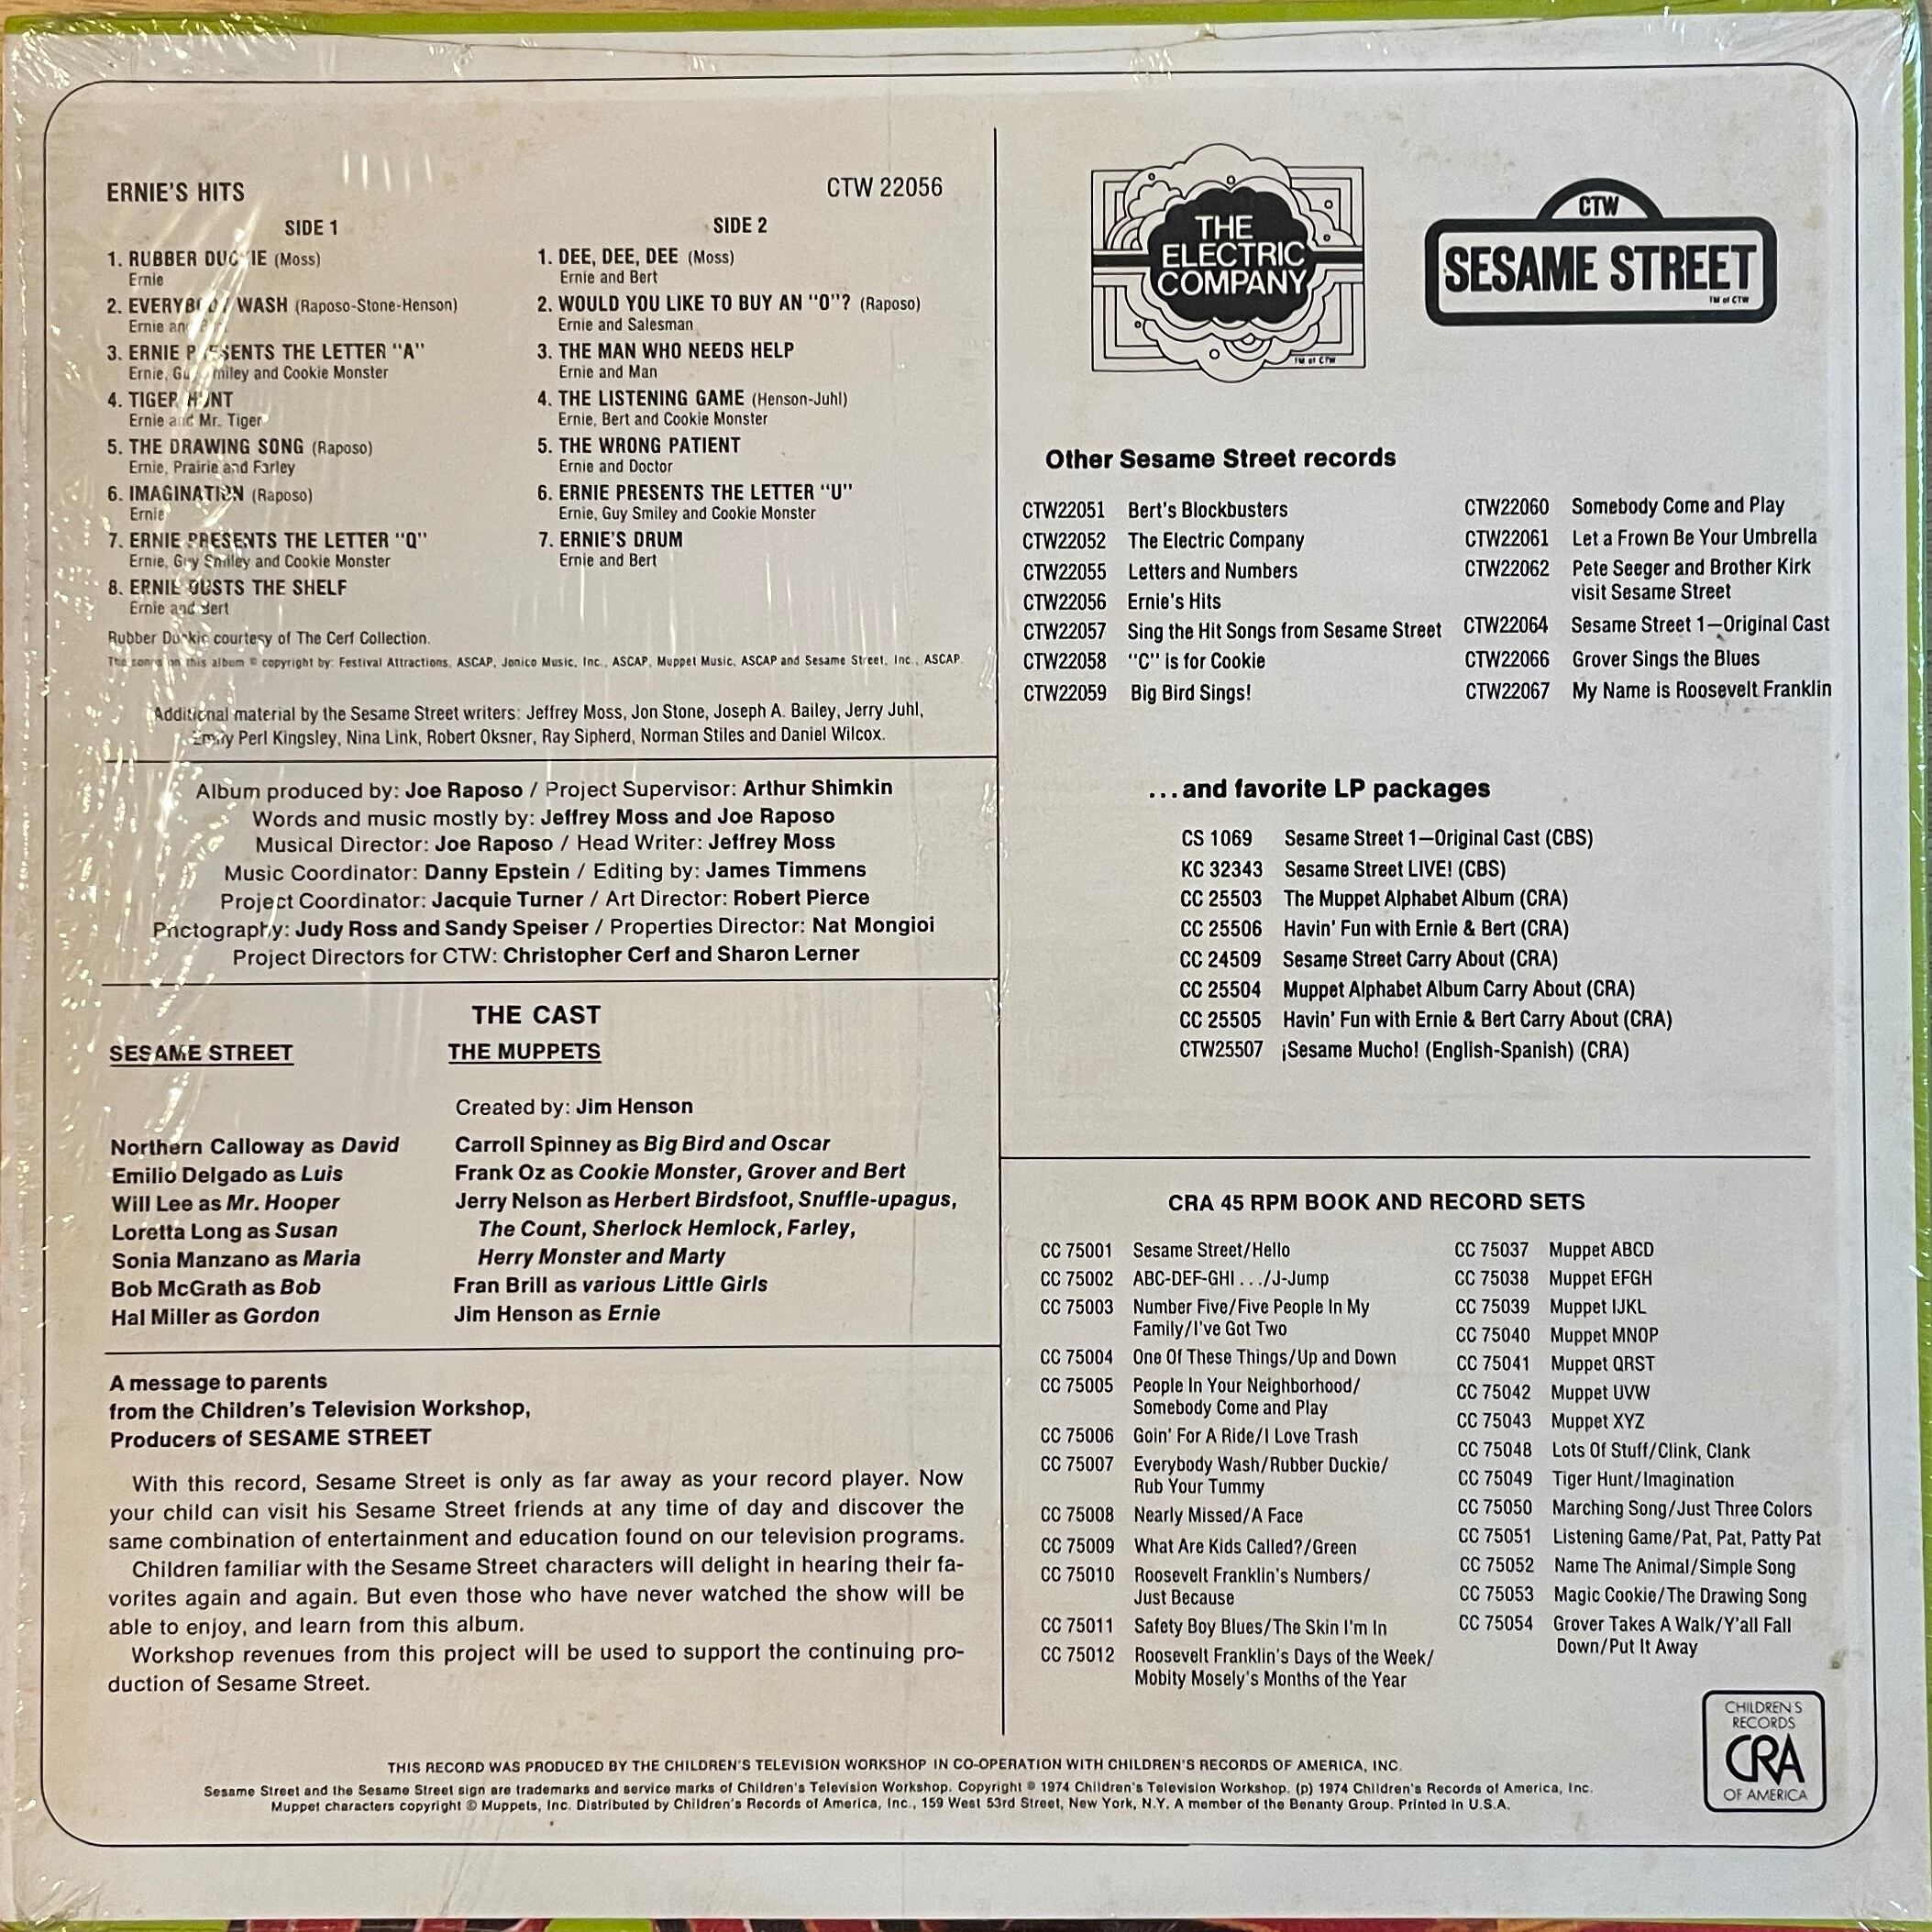 ERNIE'S HITS
CTW 22056
SIDE 1
1. RUBBER DUCKIE (Moss)
Ernie
2. EVERYBODY WASH (Raposo-Stone-Henson)
Ernie and Bert
3. ERNIE PRESENTS THE LETTER "A"
Ernie, Guy Smiley and Cookie Monster
4. TIGER HUNT
Ernie and Mr. Tiger
5. THE DRAWING SONG (Raposo)
Ernie, Prairie and Farley
6. IMAGINATION (Raposo)
Ernie
7. ERNIE PRESENTS THE LETTER "Q"
Ernie, Guy Smiley and Cookie Monster
8. ERNIE DUSTS THE SHELF
Ernie and Bert
SIDE 2
1. DEE, DEE, DEE (Moss)
Ernie and Bert
2. WOULD YOU LIKE TO BUY AN "O"? (Raposo)
Ernie and Salesman
3. THE MAN WHO NEEDS HELP
Ernie and Man
4. THE LISTENING GAME (Henson-Juhl)
Ernie, Bert and Cookie Monster
5. THE WRONG PATIENT
Ernie and Doctor
6. ERNIE PRESENTS THE LETTER "U"
Ernie, Guy Smiley and Cookie Monster
7. ERNIE'S DRUM
Ernie and Bert
Rubber Duckie courtesy of The Cerf Collection.
The songs on this album © copyright by: Festival Attractions, ASCAP, Jonico Music, Inc., ASCAP, Muppet Music, ASCAP and Sesame Street, Inc., ASCAP.
Additional material by the Sesame Street writers: Jeffrey Moss, Jon Stone, Joseph A. Bailey, Jerry Juhl,
Emily Perl Kingsley, Nina Link, Robert Oksner, Ray Sipherd, Norman Stiles and Daniel Wilcox.
Album produced by: Joe Raposo / Project Supervisor: Arthur Shimkin
Words and music mostly by: Jeffrey Moss and Joe Raposo
Musical Director: Joe Raposo / Head Writer: Jeffrey Moss
Music Coordinator: Danny Epstein / Editing by: James Timmens
Project Coordinator: Jacquie Turner / Art Director: Robert Pierce
Photography: Judy Ross and Sandy Speiser / Properties Director: Nat Mongioi
Project Directors for CTW: Christopher Cerf and Sharon Lerner
THE CAST
SESAME STREET
Northern Calloway as David
Emilio Delgado as Luis
Will Lee as Mr. Hooper
Loretta Long as Susan
Sonia Manzano as Maria
Bob McGrath as Bob
Hal Miller as Gordon
THE MUPPETS
Created by: Jim Henson
Carroll Spinney as Big Bird and Oscar
Frank Oz as Cookie Monster, Grover and Bert
Jerry Nelson as Herbert Birdsfoot, Snuffle-upagus,
The Count, Sherlock Hemlock, Farley,
Herry Monster and Marty
Fran Brill as various Little Girls
Jim Henson as Ernie
A message to parents
from the Children's Television Workshop,
Producers of SESAME STREET
With this record, Sesame Street is only as far away as your record player. Now
your child can visit his Sesame Street friends at any time of day and discover the
same combination of entertainment and education found on our television programs.
Children familiar with the Sesame Street characters will delight in hearing their fa-
vorites again and again. But even those who have never watched the show will be
able to enjoy, and learn from this album.
Workshop revenues from this project will be used to support the continuing pro-
duction of Sesame Street.
THE
ELECTRIC
COMPANY
TM of CTW
CTW
SESAME STREET
TM of CTW
Other Sesame Street records
CTW22051 Bert's Blockbusters
CTW22052 The Electric Company
CTW22055 Letters and Numbers
CTW22056 Ernie's Hits
CTW22057 Sing the Hit Songs from Sesame Street
CTW22058 "C" is for Cookie
CTW22059 Big Bird Sings!
CTW22060 Somebody Come and Play
CTW22061 Let a Frown Be Your Umbrella
CTW22062 Pete Seeger and Brother Kirk
visit Sesame Street
CTW22064 Sesame Street 1—Original Cast
CTW22066 Grover Sings the Blues
CTW22067 My Name is Roosevelt Franklin
...and favorite LP packages
CS 1069 Sesame Street 1—Original Cast (CBS)
KC 32343 Sesame Street LIVE! (CBS)
CC 25503 The Muppet Alphabet Album (CRA)
CC 25506 Havin' Fun with Ernie & Bert (CRA)
CC 24509 Sesame Street Carry About (CRA)
CC 25504 Muppet Alphabet Album Carry About (CRA)
CC 25505 Havin' Fun with Ernie & Bert Carry About (CRA)
CTW25507 ¡Sesame Mucho! (English-Spanish) (CRA)
CRA 45 RPM BOOK AND RECORD SETS
CC 75001 Sesame Street/Hello
CC 75002 ABC-DEF-GHI .../J-Jump
CC 75003 Number Five/Five People In My
Family/I've Got Two
CC 75004 One Of These Things/Up and Down
CC 75005 People In Your Neighborhood/
Somebody Come and Play
CC 75006 Goin' For A Ride/I Love Trash
CC 75007 Everybody Wash/Rubber Duckie/
Rub Your Tummy
CC 75008 Nearly Missed/A Face
CC 75009 What Are Kids Called?/Green
CC 75010 Roosevelt Franklin's Numbers/
Just Because
CC 75011 Safety Boy Blues/The Skin I'm In
CC 75012 Roosevelt Franklin's Days of the Week/
Mobity Mosely's Months of the Year
CC 75037 Muppet ABCD
CC 75038 Muppet EFGH
CC 75039 Muppet IJKL
CC 75040 Muppet MNOP
CC 75041 Muppet QRST
CC 75042 Muppet UVW
CC 75043 Muppet XYZ
CC 75048 Lots Of Stuff/Clink, Clank
CC 75049 Tiger Hunt/Imagination
CC 75050 Marching Song/Just Three Colors
CC 75051 Listening Game/Pat, Pat, Patty Pat
CC 75052 Name The Animal/Simple Song
CC 75053 Magic Cookie/The Drawing Song
CC 75054 Grover Takes A Walk/Y'all Fall
Down/Put It Away
CHILDREN'S
RECORDS
CRA
OF AMERICA
THIS RECORD WAS PRODUCED BY THE CHILDREN'S TELEVISION WORKSHOP IN CO-OPERATION WITH CHILDREN'S RECORDS OF AMERICA, INC.
Sesame Street and the Sesame Street sign are trademarks and service marks of Children's Television Workshop. Copyright © 1974 Children's Television Workshop. (p) 1974 Children's Records of America, Inc.
Muppet characters copyright © Muppets, Inc. Distributed by Children's Records of America, Inc., 159 West 53rd Street, New York, N.Y. A member of the Benanty Group. Printed in U.S.A.